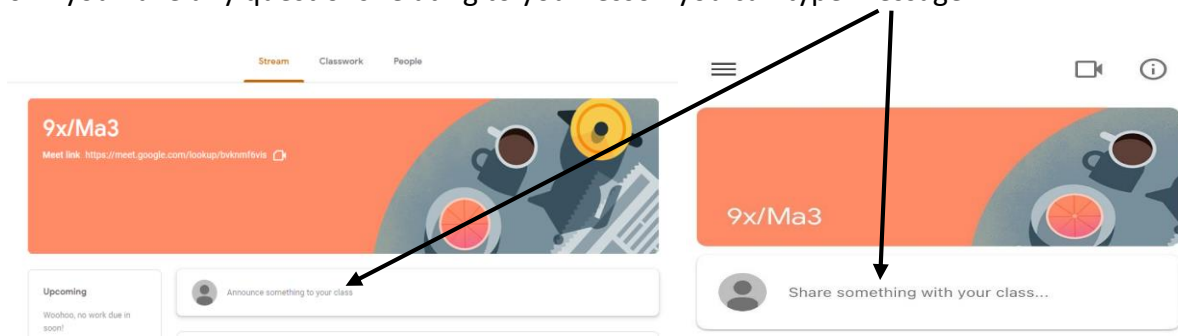 Stream Classwork People
9x/Ma3
Meet link https://meet.google.com/lookup/bvknmf6vis
Upcoming
Woohoo, no work due in
soon!
Announce something to your class
9x/Ma3
Share something with your class...